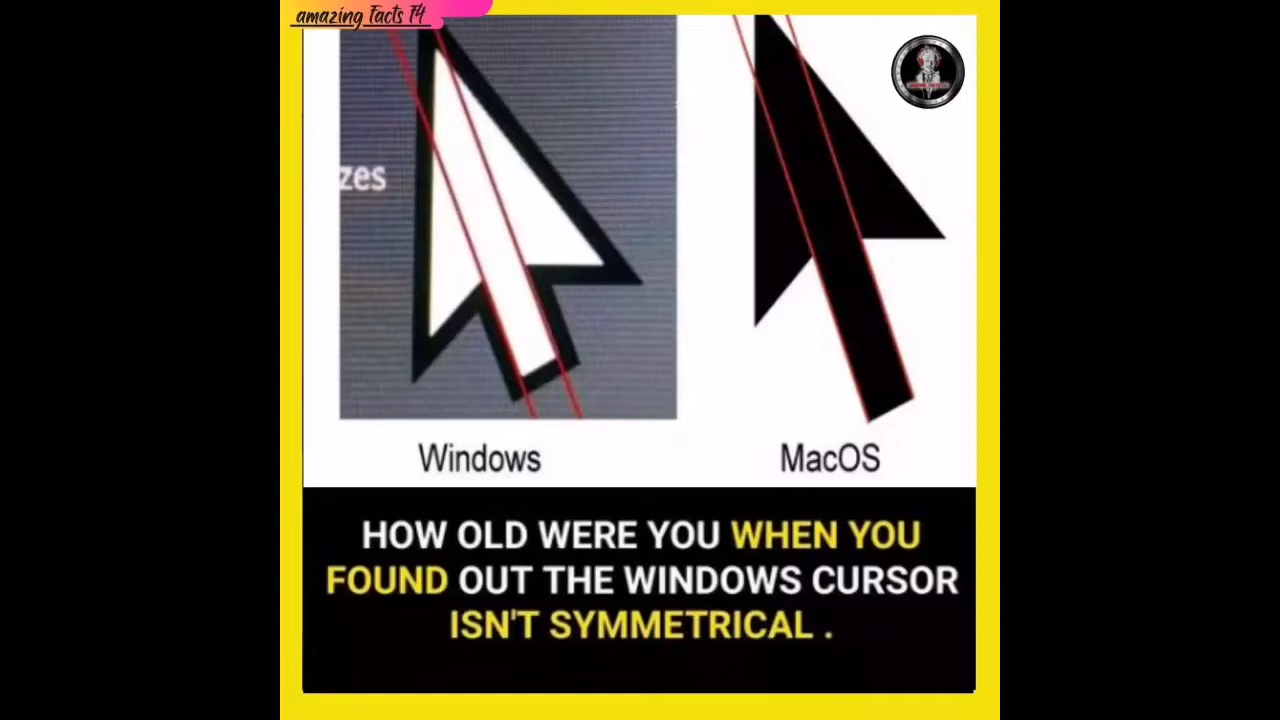 amazing facts 14
zes
Windows
MacOS
HOW OLD WERE YOU WHEN YOU
FOUND OUT THE WINDOWS CURSOR
ISN'T SYMMETRICAL .